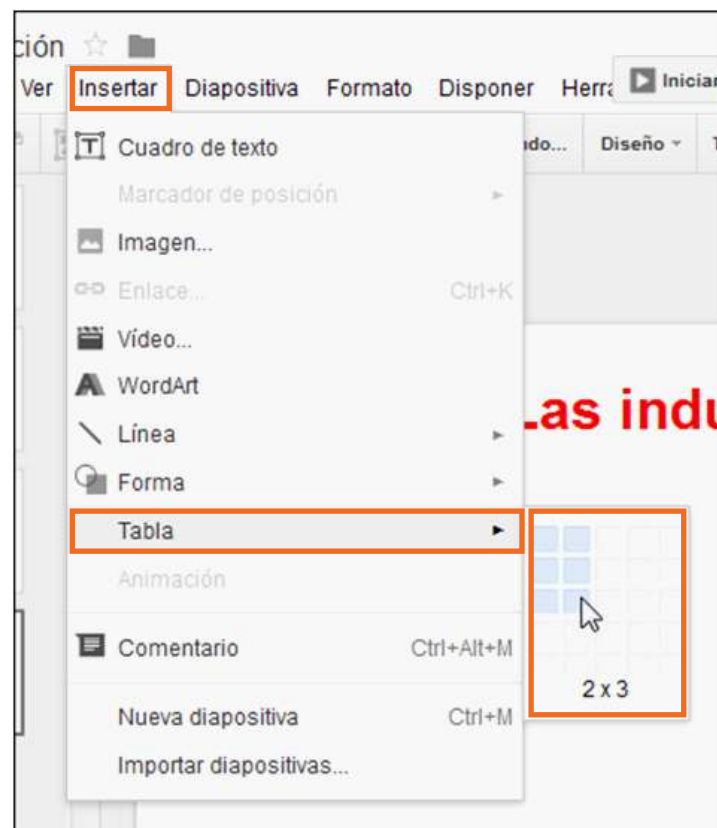 ción
Ver Insertar Diapositiva Formato Disponer Herra Iniciar
Cuadro de texto
ndo... Diseño
Marcador de posición
Imagen...
Enlace... Ctrl+K
Vídeo...
WordArt
Las indu
Línea
Forma
Tabla
Animación
Comentario Ctrl+Alt+M
2 x 3
Nueva diapositiva Ctrl+M
Importar diapositivas...